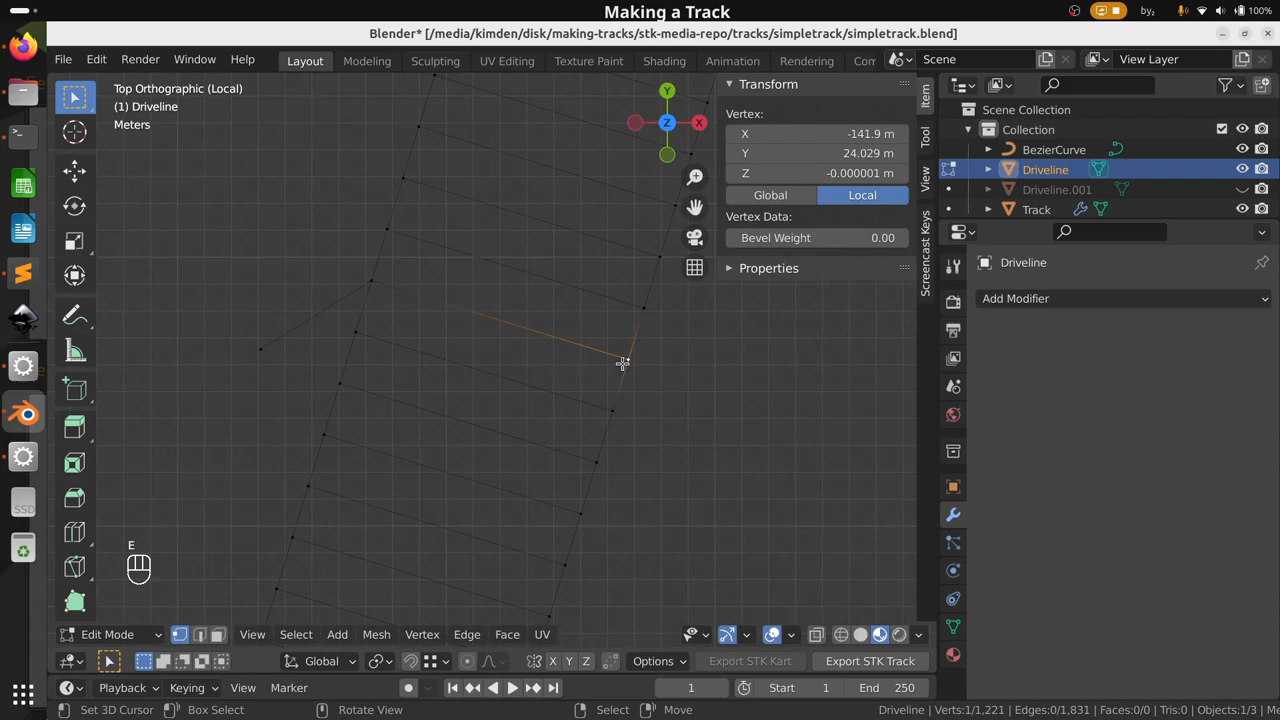 Making a Track
by₂
100%
Blender* [/media/kimden/disk/making-tracks/stk-media-repo/tracks/simpletrack/simpletrack.blend]
File Edit Render Window Help
Layout Modeling Sculpting UV Editing Texture Paint Shading Animation Rendering Com
Scene
View Layer
Top Orthographic (Local)
(1) Driveline
Meters
Y
Z
X
Transform
Vertex:
X -141.9 m
Y 24.029 m
Z -0.000001 m
Global Local
Vertex Data:
Bevel Weight 0.00
Properties
Item
Tool
View
Screencast Keys
Scene Collection
Collection
BezierCurve
Driveline
Driveline.001
Track
Driveline
Add Modifier
SSD
E
Edit Mode View Select Add Mesh Vertex Edge Face UV
Global
X Y Z
Options
Export STK Kart
Export STK Track
Playback Keying View Marker
1
Start 1
End 250
Set 3D Cursor Box Select Rotate View Select Move
Driveline | Verts:1/1,221 | Edges:0/1,831 | Faces:0/0 | Tris:0 | Objects:1/3 | Me